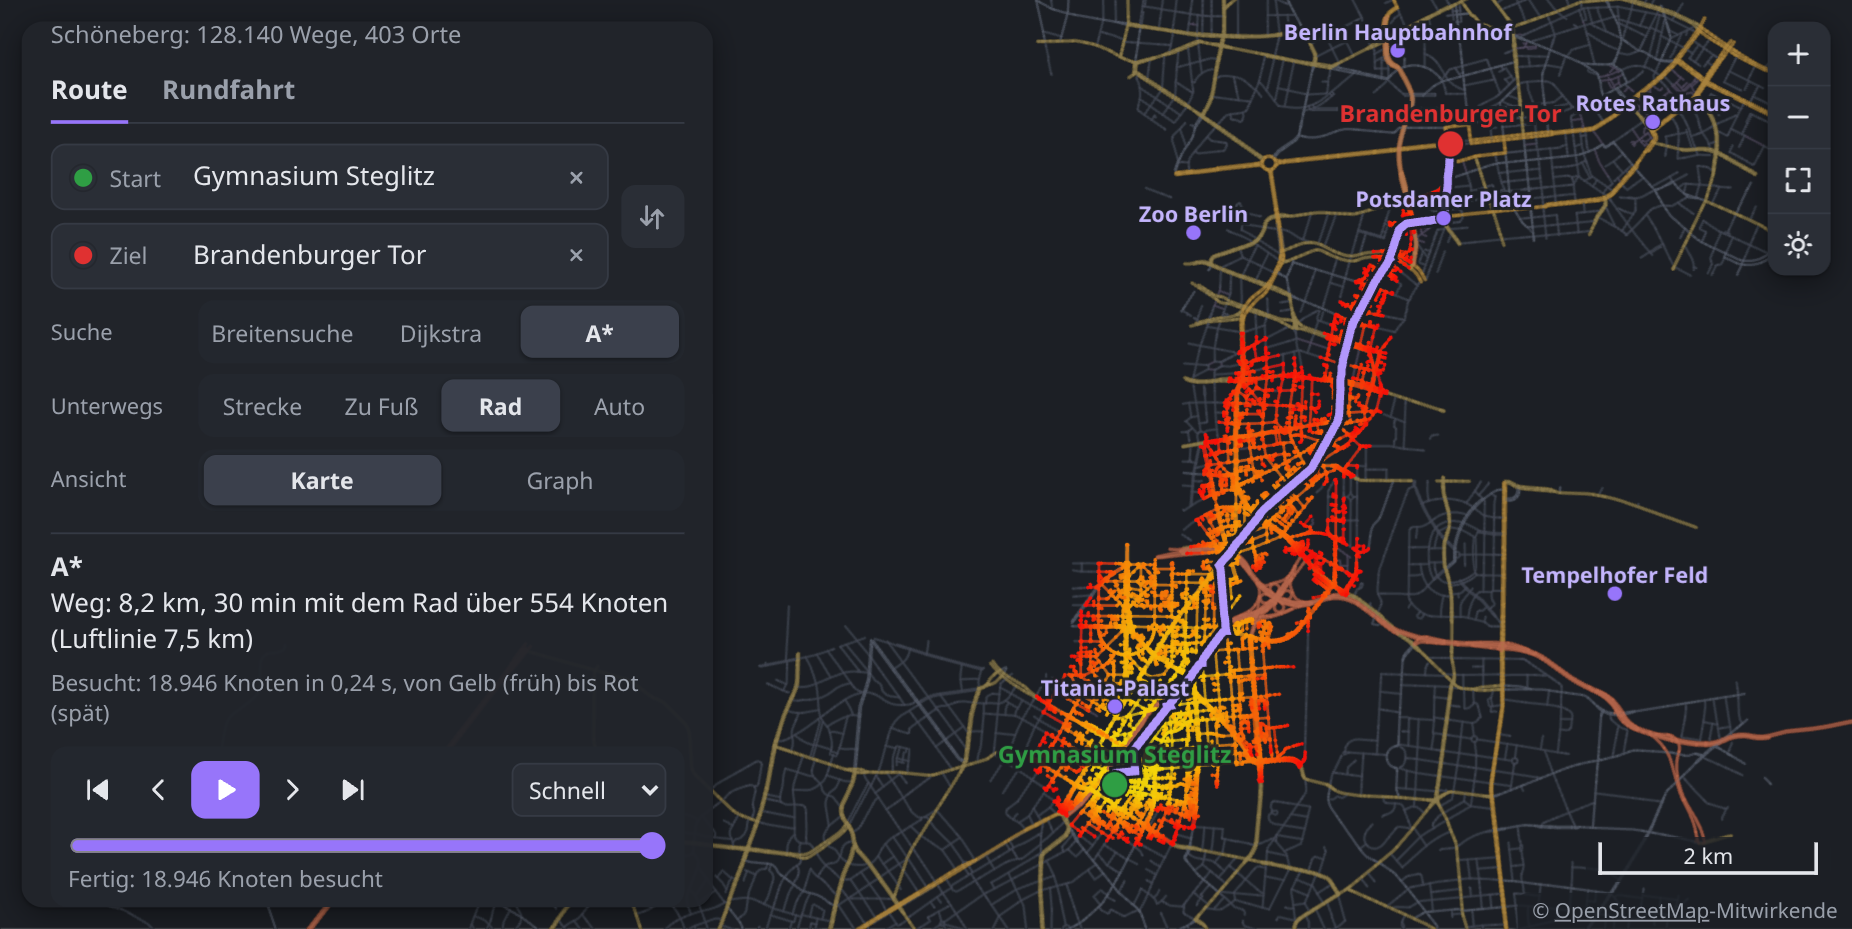 Schöneberg: 128.140 Wege, 403 Orte
Route Rundfahrt
Start Gymnasium Steglitz ×
Ziel Brandenburger Tor ×
Suche Breitensuche Dijkstra A*
Unterwegs Strecke Zu Fuß Rad Auto
Ansicht Karte Graph
A*
Weg: 8,2 km, 30 min mit dem Rad über 554 Knoten
(Luftlinie 7,5 km)
Besucht: 18.946 Knoten in 0,24 s, von Gelb (früh) bis Rot
(spät)
Schnell
Fertig: 18.946 Knoten besucht
Berlin Hauptbahnhof
Brandenburger Tor
Rotes Rathaus
Potsdamer Platz
Zoo Berlin
Tempelhofer Feld
Titania-Palast
Gymnasium Steglitz
2 km
© OpenStreetMap-Mitwirkende